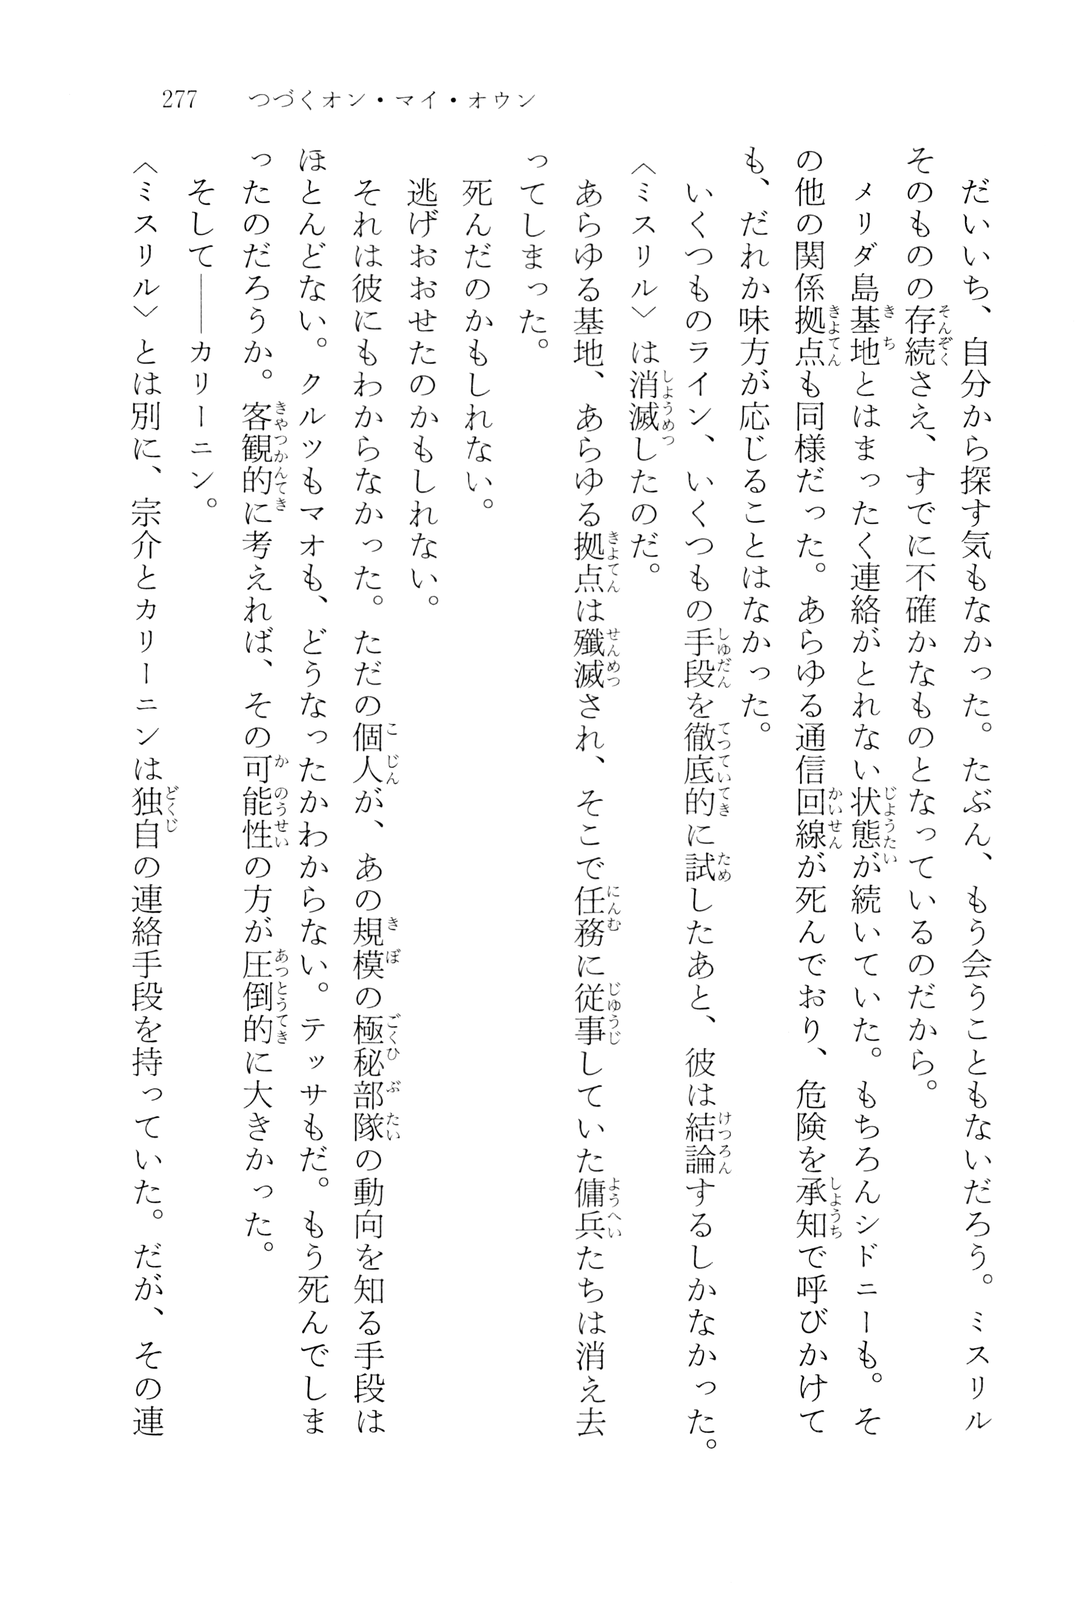 277　つづくオン・マイ・オウン
　だいいち、自分から探す気もなかった。たぶん、もう会うこともないだろう。ミスリル
そのものの存続さえ、すでに不確かなものとなっているのだから。
　メリダ島基地とはまったく連絡がとれない状態が続いていた。もちろんシドニーも。そ
の他の関係拠点も同様だった。あらゆる通信回線が死んでおり、危険を承知で呼びかけて
も、だれか味方が応じることはなかった。
　いくつものライン、いくつもの手段を徹底的に試したあと、彼は結論するしかなかった。
〈ミスリル〉は消滅したのだ。
　あらゆる基地、あらゆる拠点は殲滅され、そこで任務に従事していた傭兵たちは消え去
ってしまった。
　死んだのかもしれない。
　逃げおおせたのかもしれない。
　それは彼にもわからなかった。ただの個人が、あの規模の極秘部隊の動向を知る手段は
ほとんどない。クルツもマオも、どうなったかわからない。テッサもだ。もう死んでしま
ったのだろうか。客観的に考えれば、その可能性の方が圧倒的に大きかった。
　そして――カリーニン。
〈ミスリル〉とは別に、宗介とカリーニンは独自の連絡手段を持っていた。だが、その連